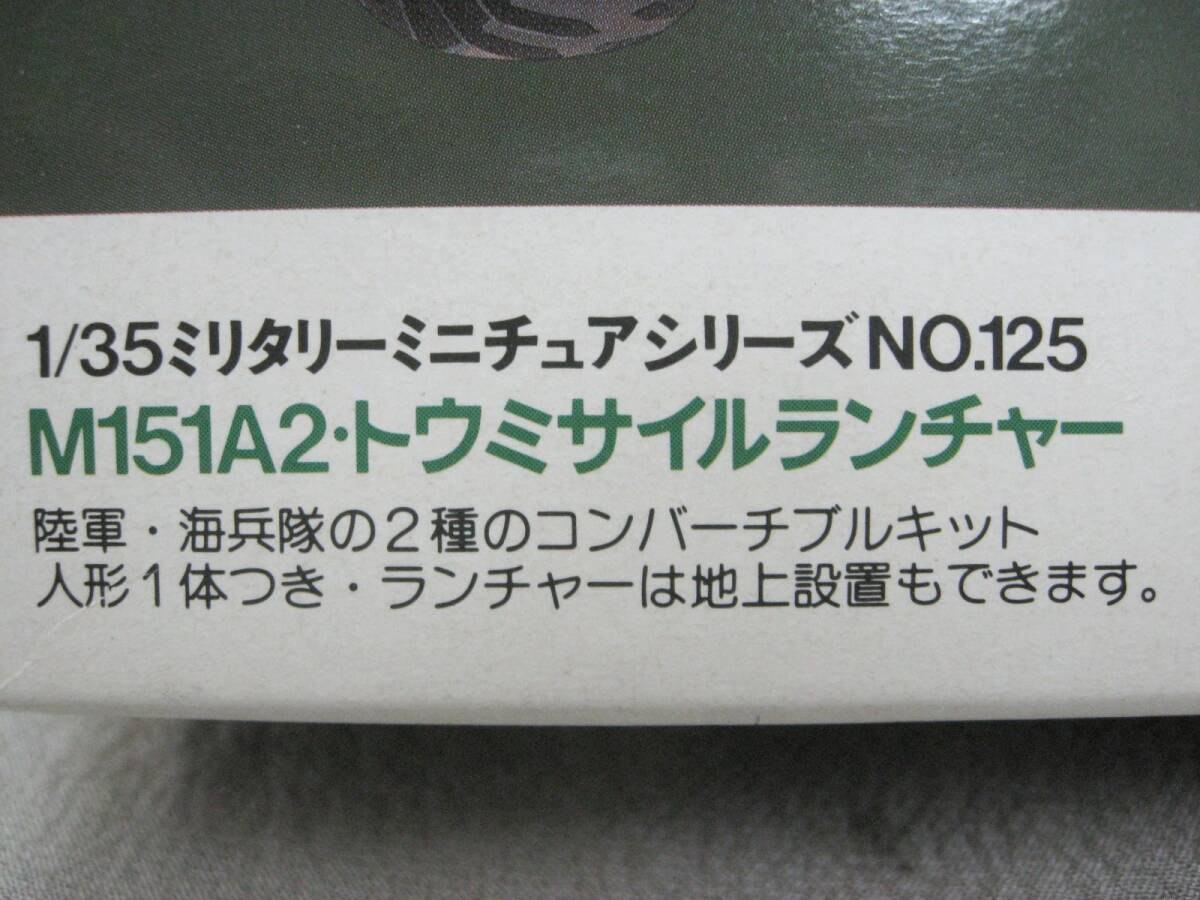 1/35ミリタリーミニチュアシリーズNO.125
M151A2・トウミサイルランチャー
陸軍・海兵隊の２種のコンバーチブルキット
人形１体つき・ランチャーは地上設置もできます。